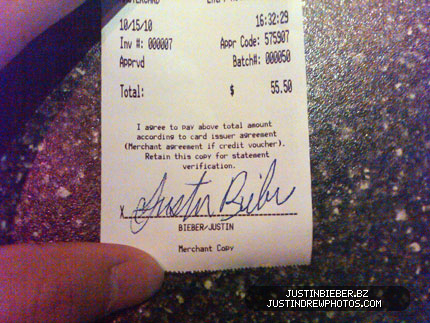 10/15/10 16:32:29
Inv #: 000007 Appr Code: 575907
Apprvd Batch#: 000050
Total: $ 55.50
I agree to pay above total amount
according to card issuer agreement
(Merchant agreement if credit voucher).
Retain this copy for statement
verification.
X Justin Bieber
BIEBER/JUSTIN
Merchant Copy
JUSTINBIEBER.BZ
JUSTINDREWPHOTOS.COM